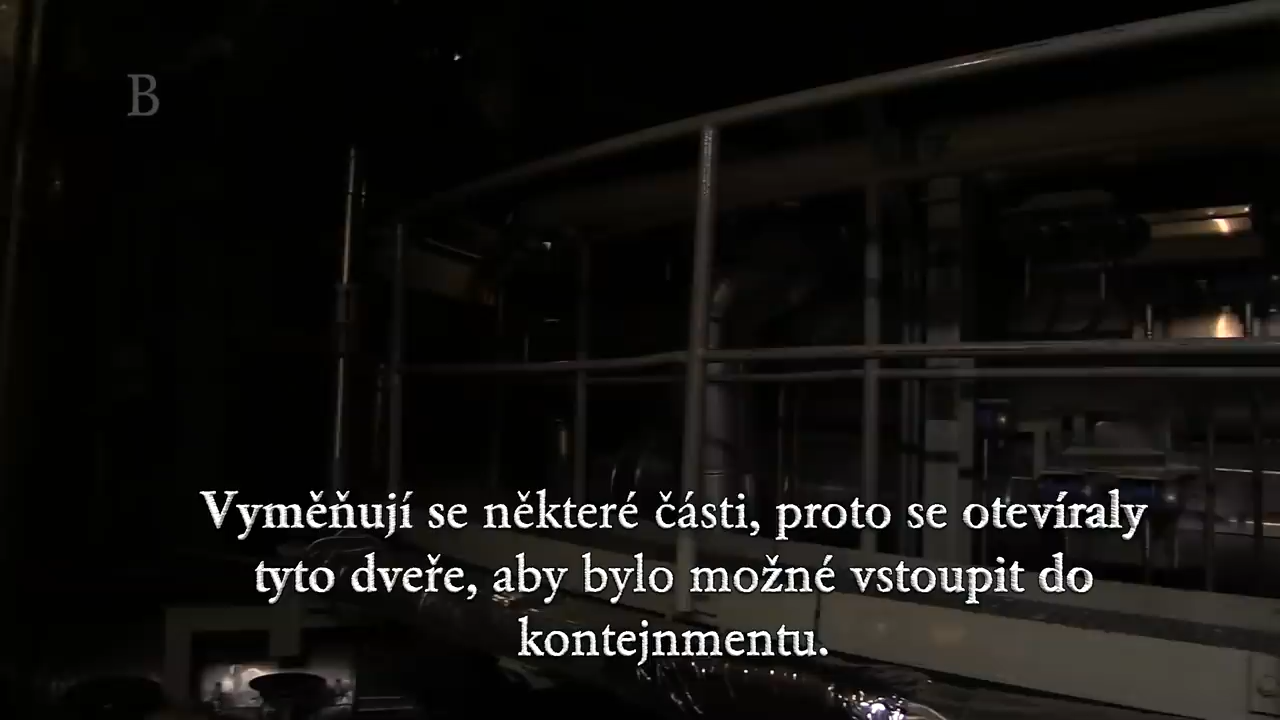 B
Vyměňují se některé části, proto se otevíraly
tyto dveře, aby bylo možné vstoupit do
kontejnmentu.